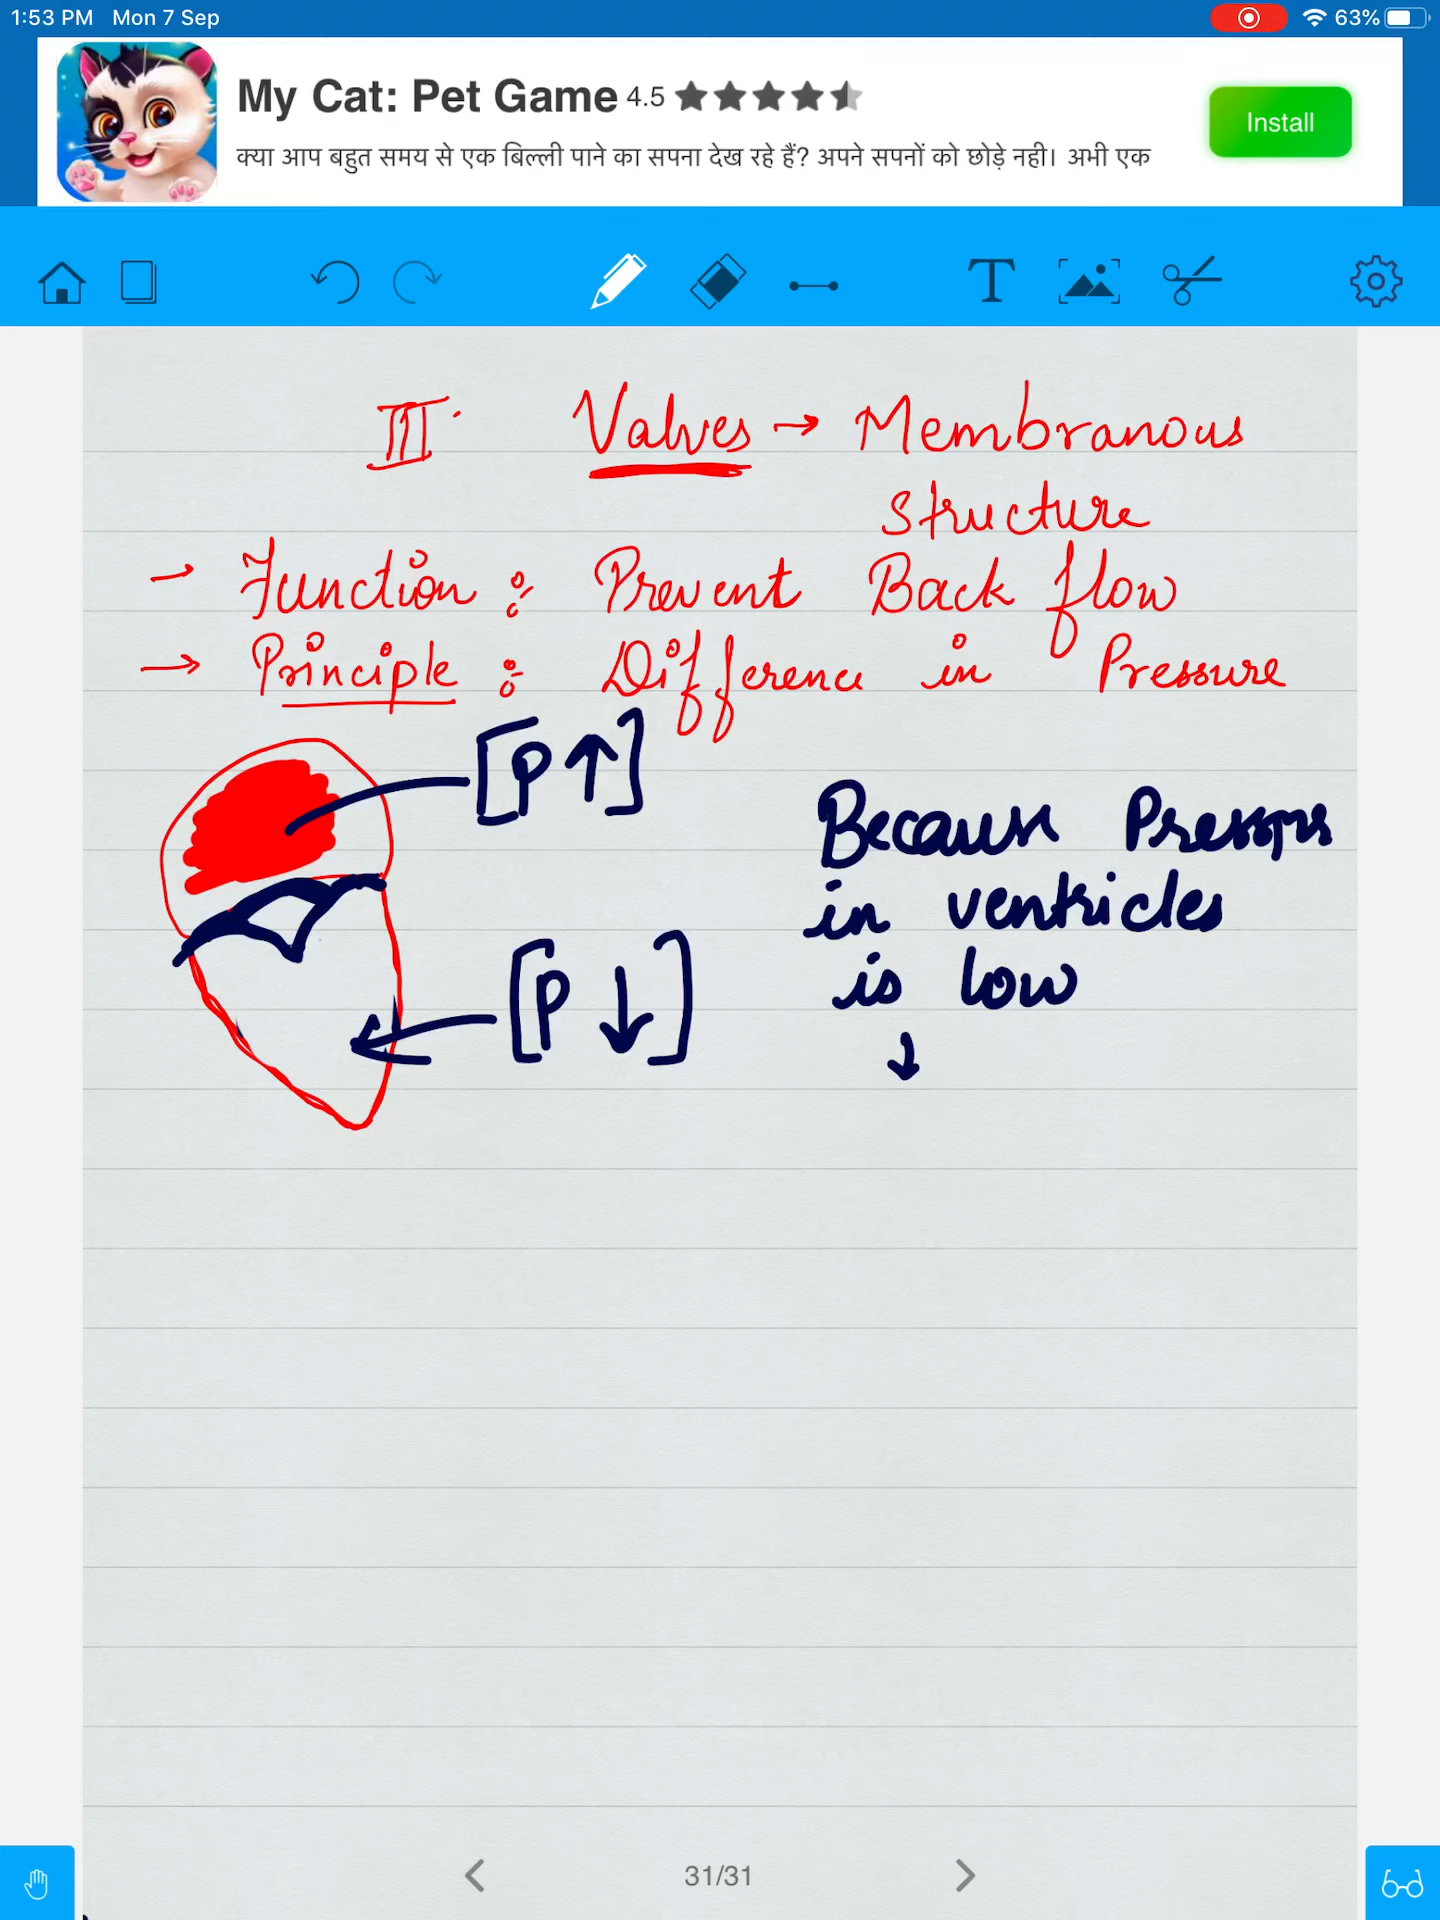 1:53 PM Mon 7 Sep 63%
My Cat: Pet Game 4.5
क्या आप बहुत समय से एक बिल्ली पाने का सपना देख रहे हैं? अपने सपनों को छोड़े नही। अभी एक
Install
T
III. Valves → Membranous
structure
→ Function : Prevent Back flow
→ Principle : Difference in Pressure
[P↑]
Because
in ventricles
is low
↓
[P↓]
31/31